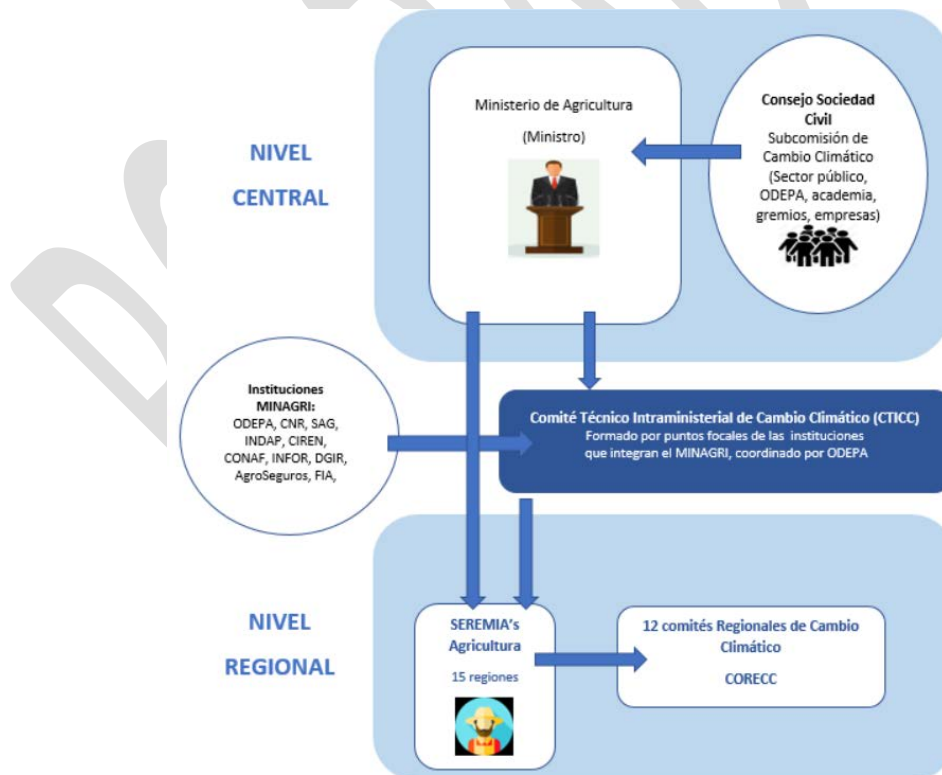 NIVEL
CENTRAL
Ministerio de Agricultura
(Ministro)
Consejo Sociedad
Civil
Subcomisión de
Cambio Climático
(Sector público,
ODEPA, academia,
gremios, empresas)
Instituciones
MINAGRI:
ODEPA, CNR, SAG,
INDAP, CIREN,
CONAF, INFOR, DGIR,
AgroSeguros, FIA,
Comité Técnico Intraministerial de Cambio Climático (CTICC)
Formado por puntos focales de las instituciones
que integran el MINAGRI, coordinado por ODEPA
NIVEL
REGIONAL
SEREMIA's
Agricultura
15 regiones
12 comités Regionales de Cambio
Climático
CORECC